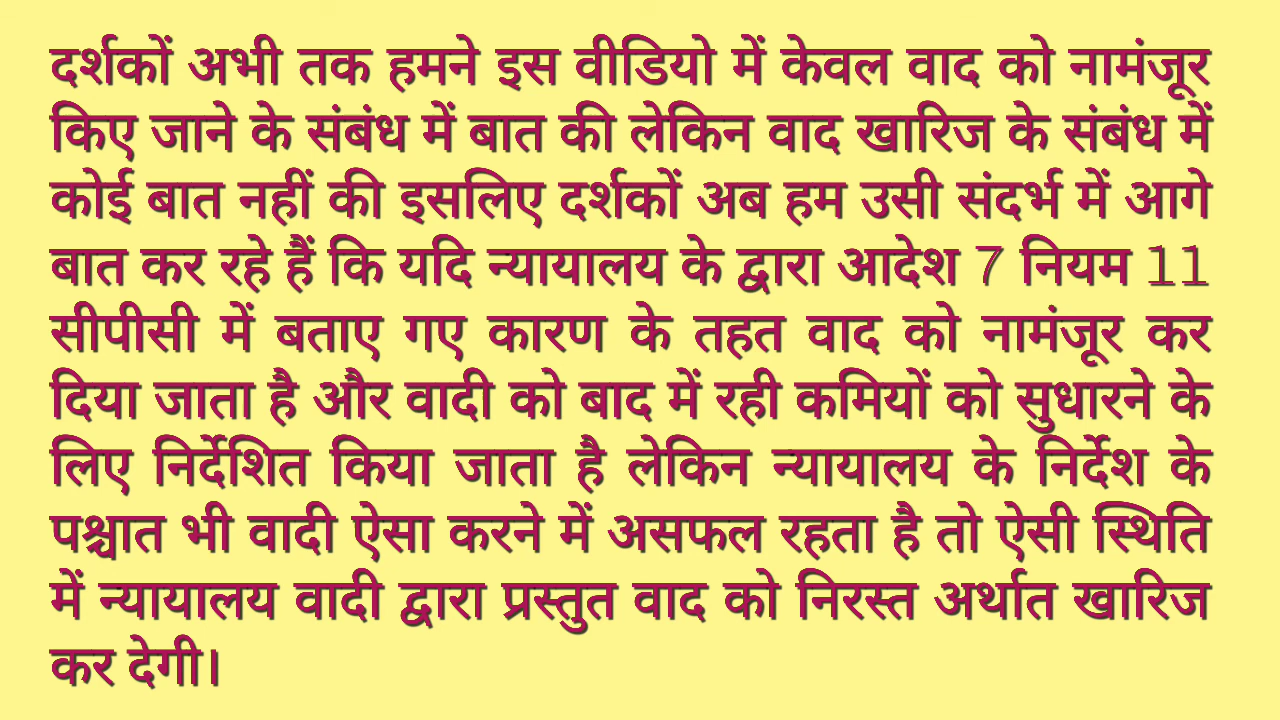 दर्शकों अभी तक हमने इस वीडियो में केवल वाद को नामंजूर
किए जाने के संबंध में बात की लेकिन वाद खारिज के संबंध में
कोई बात नहीं की इसलिए दर्शकों अब हम उसी संदर्भ में आगे
बात कर रहे हैं कि यदि न्यायालय के द्वारा आदेश 7 नियम 11
सीपीसी में बताए गए कारण के तहत वाद को नामंजूर कर
दिया जाता है और वादी को बाद में रही कमियों को सुधारने के
लिए निर्देशित किया जाता है लेकिन न्यायालय के निर्देश के
पश्चात भी वादी ऐसा करने में असफल रहता है तो ऐसी स्थिति
में न्यायालय वादी द्वारा प्रस्तुत वाद को निरस्त अर्थात खारिज
कर देगी।